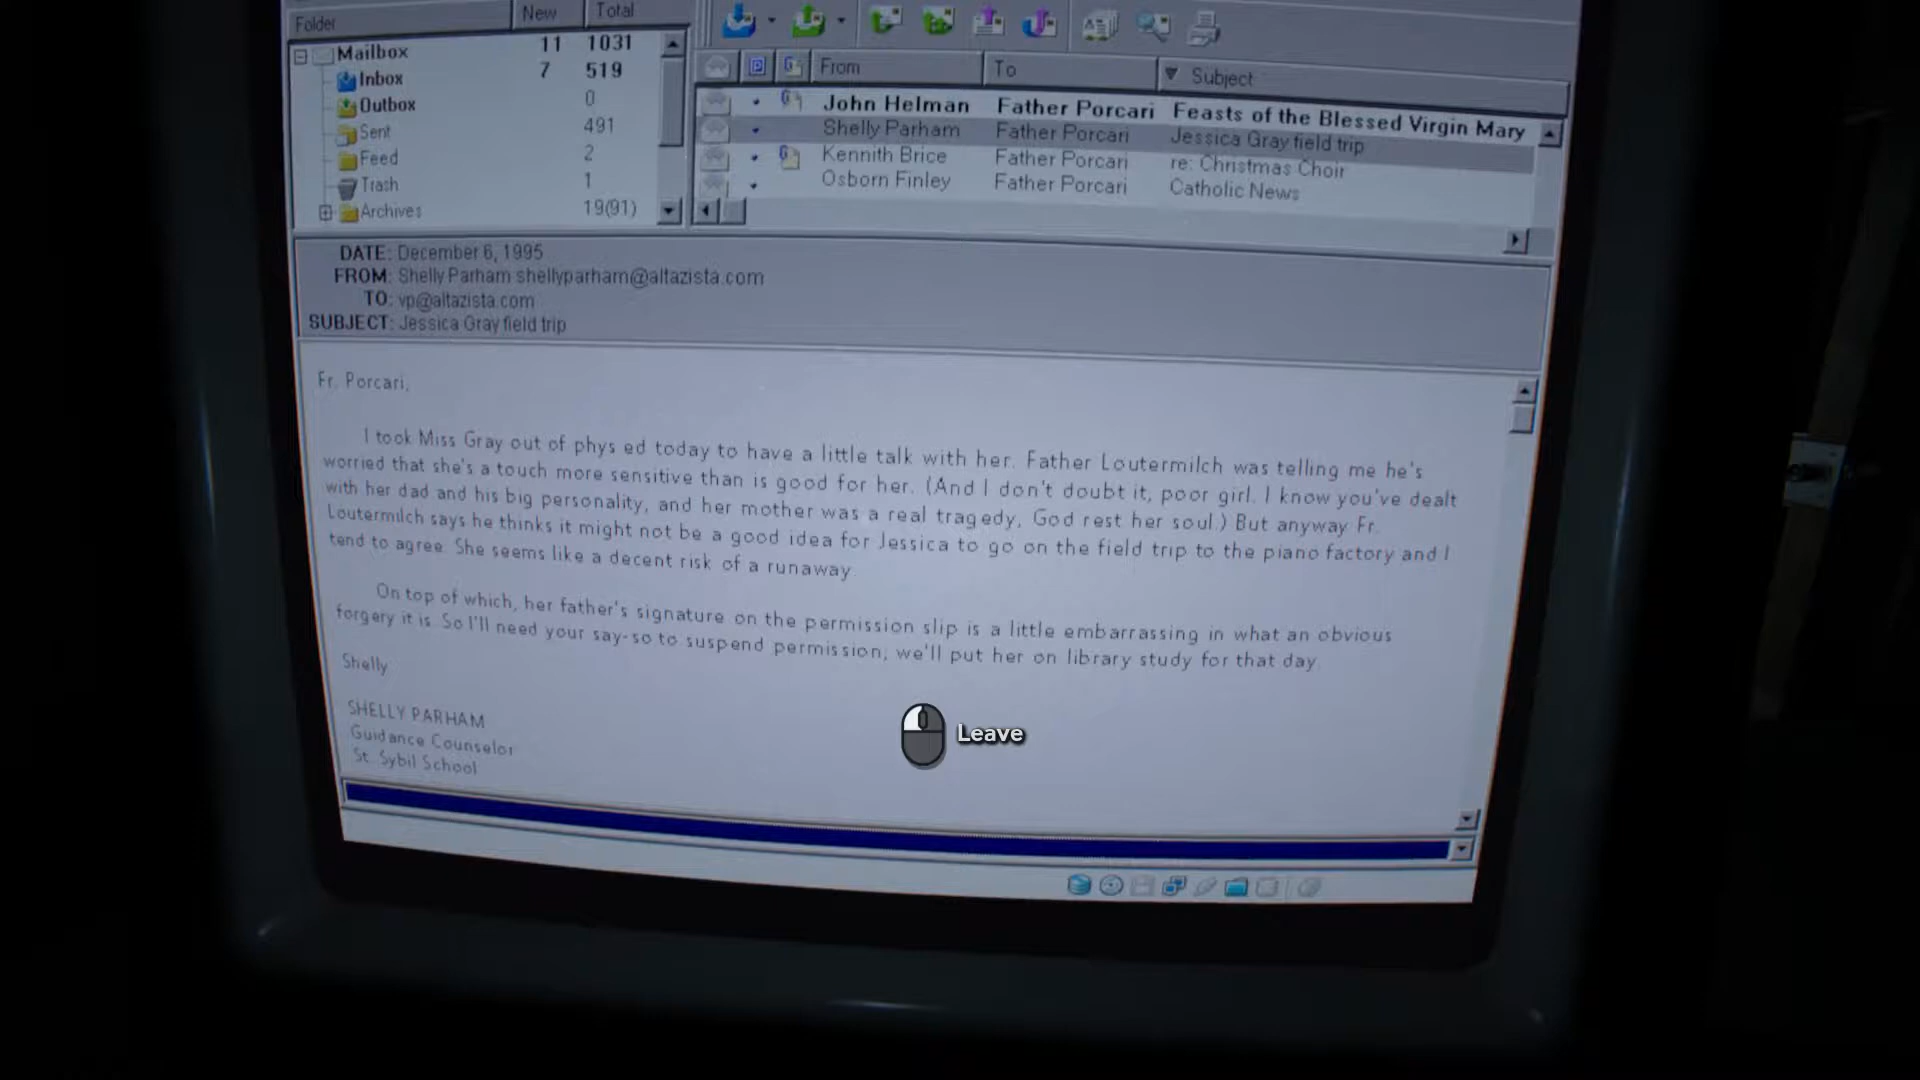 Folder New Total
Mailbox 11 1031
Inbox 7 519
Outbox 0
Sent 491
Feed 2
Trash 1
Archives 19(91)
From To Subject
John Helman Father Porcari Feasts of the Blessed Virgin Mary
Shelly Parham Father Porcari Jessica Gray field trip
Kennith Brice Father Porcari re: Christmas Choir
Osborn Finley Father Porcari Catholic News
DATE: December 6, 1995
FROM: Shelly Parham shellyparham@altazista.com
TO: vp@altazista.com
SUBJECT: Jessica Gray field trip
Fr. Porcari,
I took Miss Gray out of phys ed today to have a little talk with her. Father Loutermilch was telling me he's
worried that she's a touch more sensitive than is good for her. (And I don't doubt it, poor girl. I know you've dealt
with her dad and his big personality, and her mother was a real tragedy, God rest her soul.) But anyway Fr.
Loutermilch says he thinks it might not be a good idea for Jessica to go on the field trip to the piano factory and I
tend to agree. She seems like a decent risk of a runaway.
On top of which, her father's signature on the permission slip is a little embarrassing in what an obvious
forgery it is. So I'll need your say-so to suspend permission; we'll put her on library study for that day.
Shelly
SHELLY PARHAM
Guidance Counselor
St. Sybil School
Leave